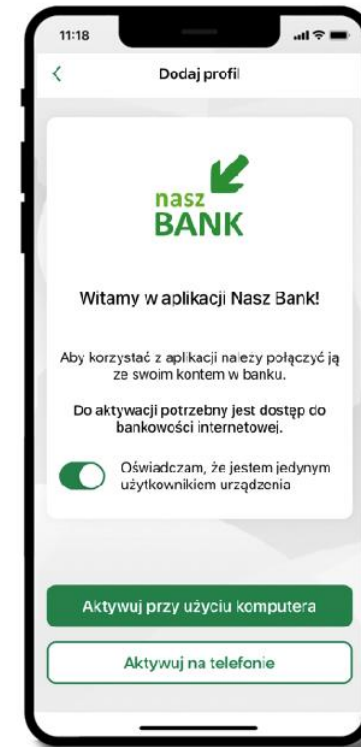 11:18
Dodaj profil
nasz
BANK
Witamy w aplikacji Nasz Bank!
Aby korzystać z aplikacji należy połączyć ją
ze swoim kontem w banku.
Do aktywacji potrzebny jest dostęp do
bankowości internetowej.
Oświadczam, że jestem jedynym
użytkownikiem urządzenia
Aktywuj przy użyciu komputera
Aktywuj na telefonie